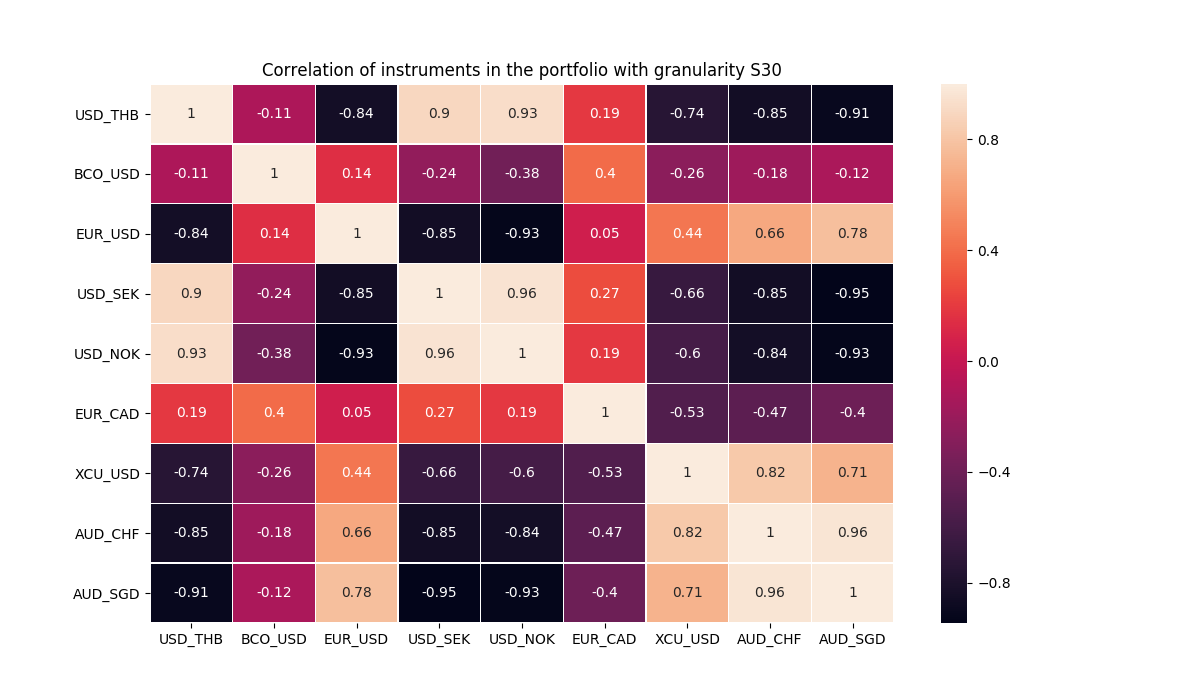 Correlation of instruments in the portfolio with granularity S30
USD_THB 1 -0.11 -0.84 0.9 0.93 0.19 -0.74 -0.85 -0.91
BCO_USD -0.11 1 0.14 -0.24 -0.38 0.4 -0.26 -0.18 -0.12
EUR_USD -0.84 0.14 1 -0.85 -0.93 0.05 0.44 0.66 0.78
USD_SEK 0.9 -0.24 -0.85 1 0.96 0.27 -0.66 -0.85 -0.95
USD_NOK 0.93 -0.38 -0.93 0.96 1 0.19 -0.6 -0.84 -0.93
EUR_CAD 0.19 0.4 0.05 0.27 0.19 1 -0.53 -0.47 -0.4
XCU_USD -0.74 -0.26 0.44 -0.66 -0.6 -0.53 1 0.82 0.71
AUD_CHF -0.85 -0.18 0.66 -0.85 -0.84 -0.47 0.82 1 0.96
AUD_SGD -0.91 -0.12 0.78 -0.95 -0.93 -0.4 0.71 0.96 1
USD_THB BCO_USD EUR_USD USD_SEK USD_NOK EUR_CAD XCU_USD AUD_CHF AUD_SGD
0.8
0.4
0.0
−0.4
−0.8